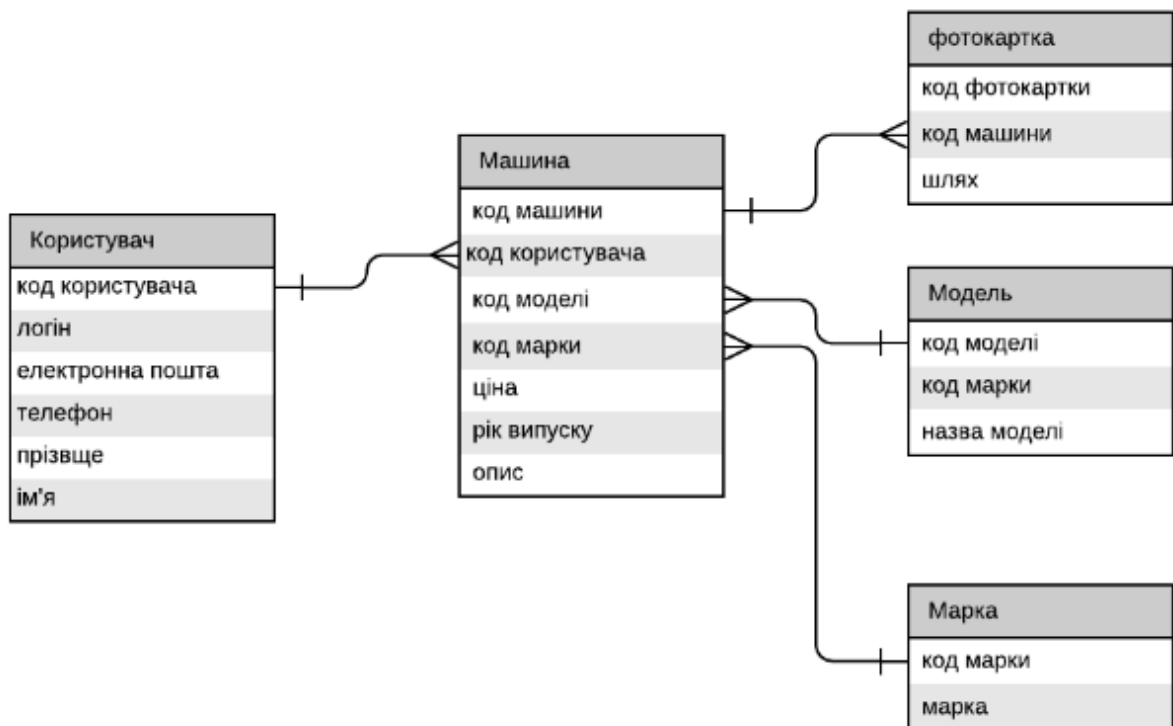 Користувач
код користувача
логін
електронна пошта
телефон
прізвще
ім'я
Машина
код машини
код користувача
код моделі
код марки
ціна
рік випуску
опис
фотокартка
код фотокартки
код машини
шлях
Модель
код моделі
код марки
назва моделі
Марка
код марки
марка